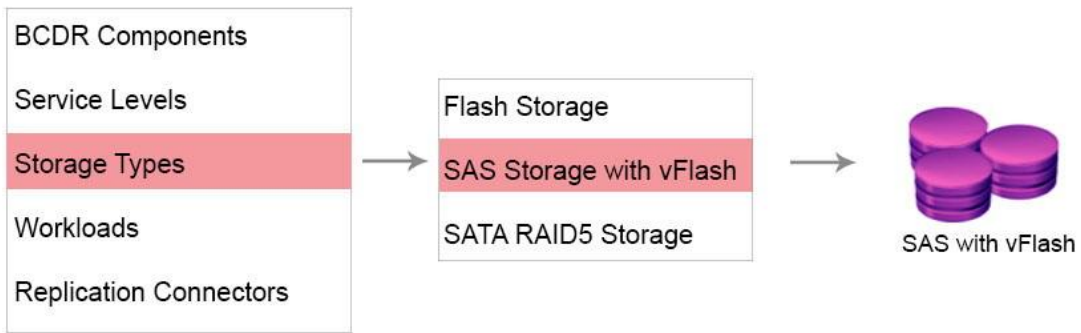 BCDR Components
Service Levels
Storage Types
Workloads
Replication Connectors
Flash Storage
SAS Storage with vFlash
SATA RAID5 Storage
SAS with vFlash